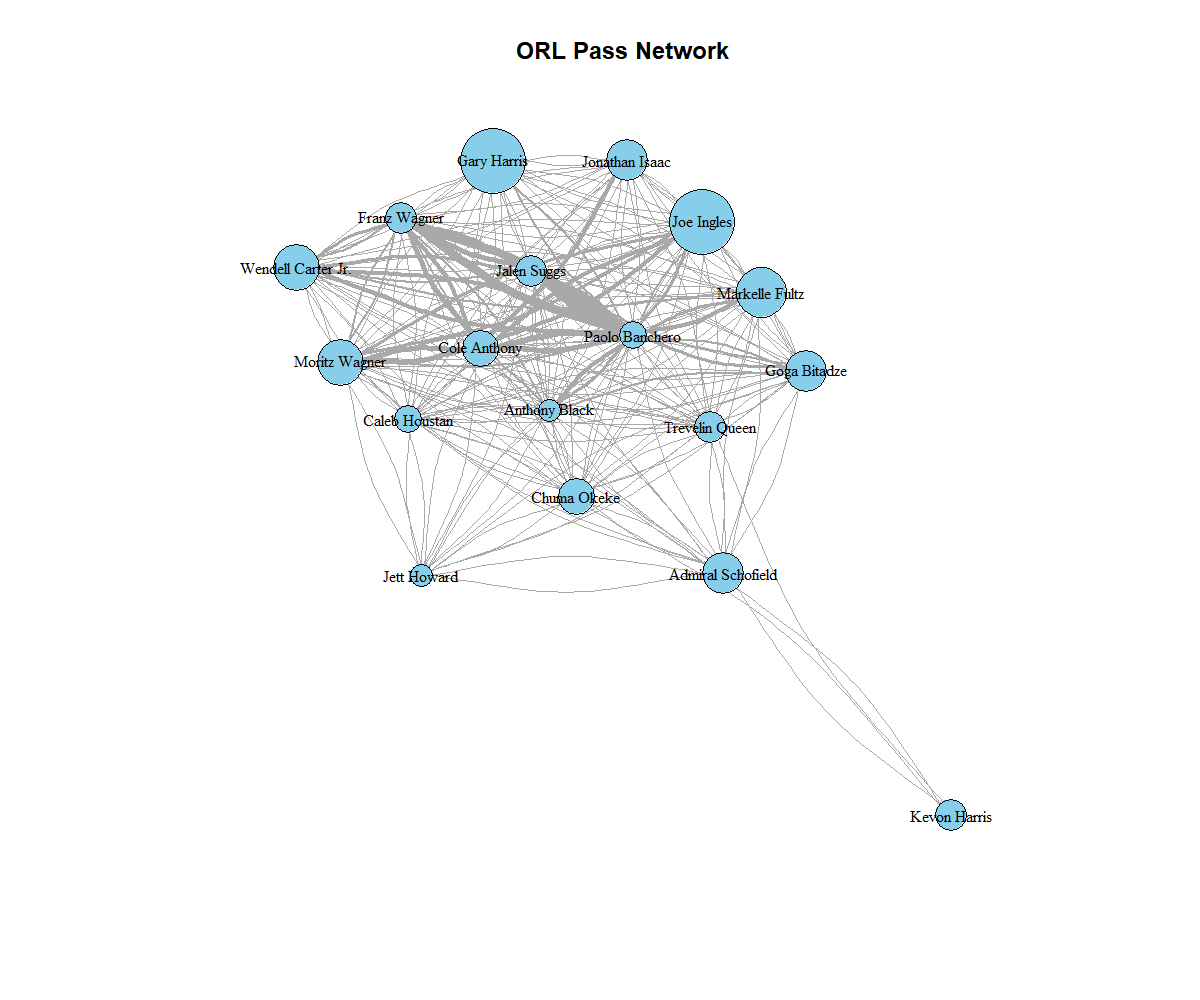 ORL Pass Network
Gary Harris
Jonathan Isaac
Franz Wagner
Joe Ingles
Wendell Carter Jr.
Jalen Suggs
Markelle Fultz
Paolo Banchero
Cole Anthony
Moritz Wagner
Goga Bitadze
Anthony Black
Caleb Houstan
Trevelin Queen
Chuma Okeke
Jett Howard
Admiral Schofield
Kevon Harris